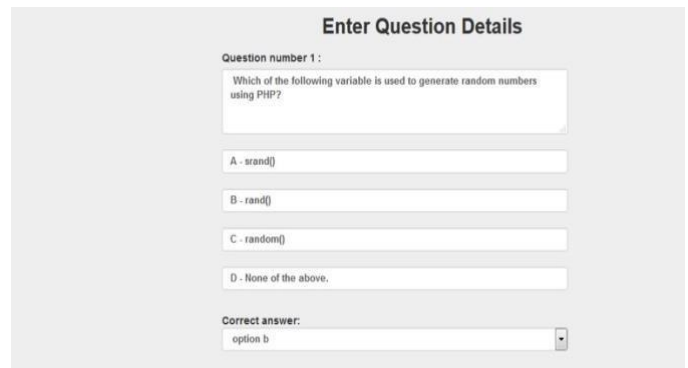 Enter Question Details
Question number 1 :
Which of the following variable is used to generate random numbers
using PHP?
A - srand()
B - rand()
C - random()
D - None of the above.
Correct answer:
option b